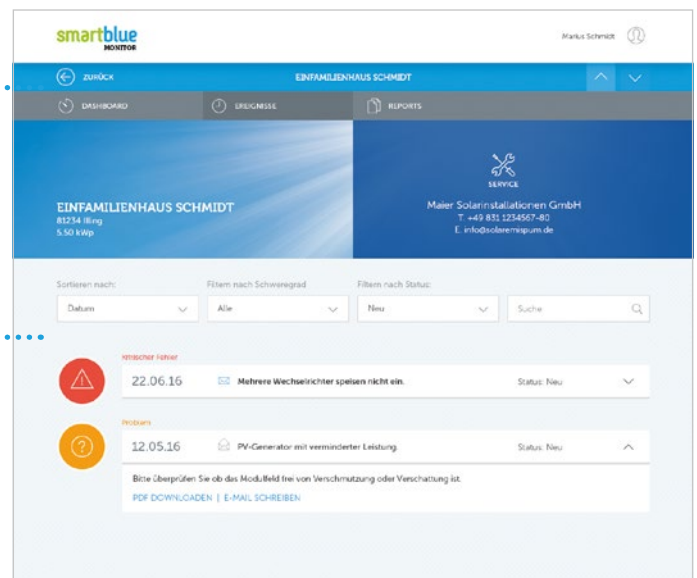 smartblue
MONITOR
Marius Schmidt
ZURÜCK
EINFAMILIENHAUS SCHMIDT
DASHBOARD
EREIGNISSE
REPORTS
EINFAMILIENHAUS SCHMIDT
81234 Illing
5.50 kWp
SERVICE
Maier Solarinstallationen GmbH
T. +49 831 1234567-80
E. info@solaremispum.de
Sortieren nach:
Filtern nach Schweregrad
Filtern nach Status:
Datum
Alle
Neu
Suche
Kritischer Fehler
22.06.16 Mehrere Wechselrichter speisen nicht ein. Status: Neu
Problem
12.05.16 PV-Generator mit verminderter Leistung. Status: Neu
Bitte überprüfen Sie ob das Modulfeld frei von Verschmutzung oder Verschattung ist.
PDF DOWNLOADEN | E-MAIL SCHREIBEN